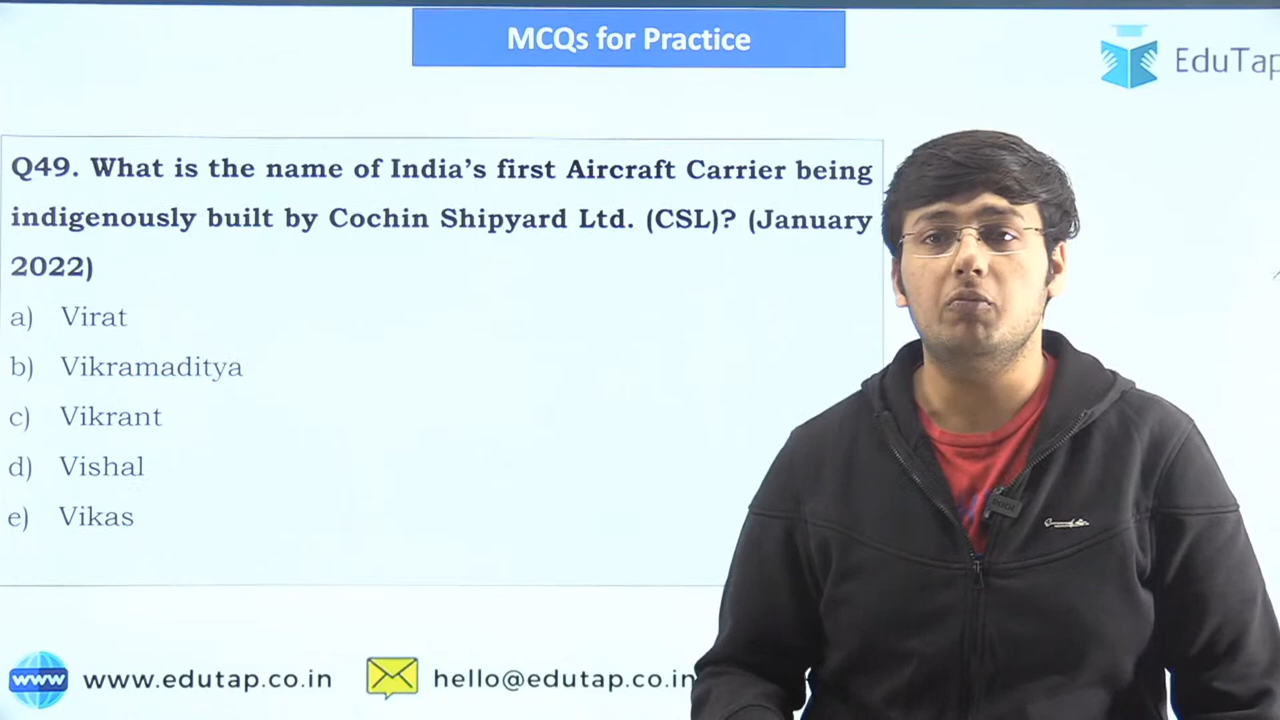 MCQs for Practice
EduTap
Q49. What is the name of India's first Aircraft Carrier being
indigenously built by Cochin Shipyard Ltd. (CSL)? (January
2022)
a) Virat
b) Vikramaditya
c) Vikrant
d) Vishal
e) Vikas
www
www.edutap.co.in
hello@edutap.co.in